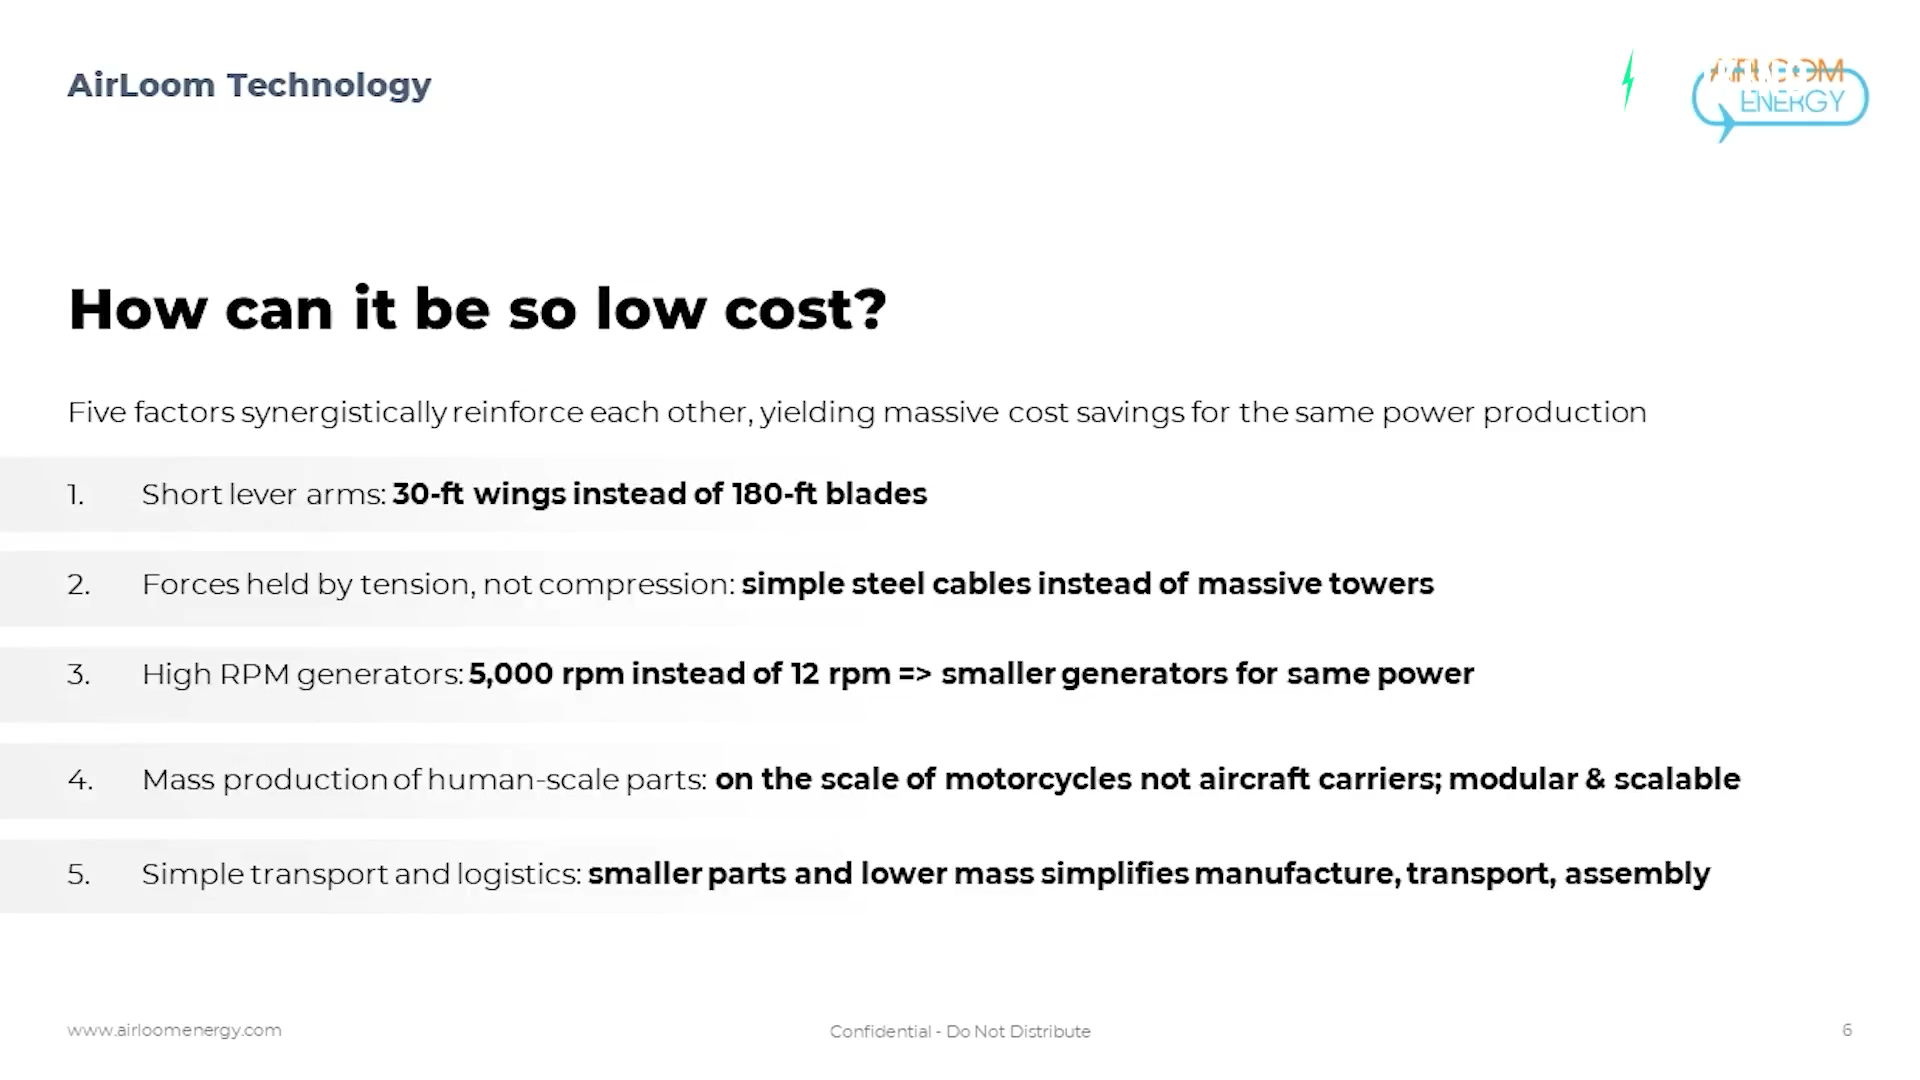 AirLoom Technology
AIRLOOM
ENERGY
How can it be so low cost?
Five factors synergistically reinforce each other, yielding massive cost savings for the same power production
1. Short lever arms: 30-ft wings instead of 180-ft blades
2. Forces held by tension, not compression: simple steel cables instead of massive towers
3. High RPM generators: 5,000 rpm instead of 12 rpm => smaller generators for same power
4. Mass production of human-scale parts: on the scale of motorcycles not aircraft carriers; modular & scalable
5. Simple transport and logistics: smaller parts and lower mass simplifies manufacture, transport, assembly
www.airloomenergy.com
Confidential - Do Not Distribute
6